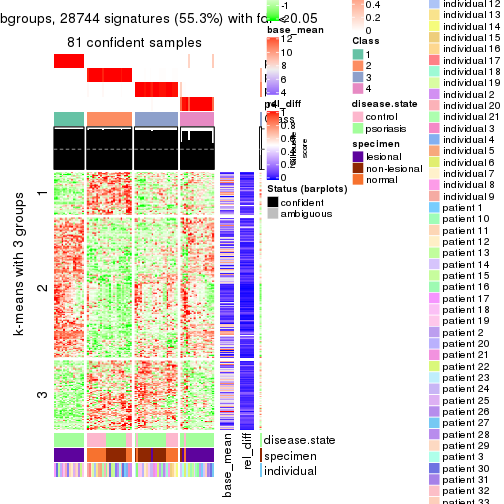 bgroups, 28744 signatures (55.3%) with fdr < 0.05
81 confident samples
k-means with 3 groups
1
2
3
base_mean
rel_diff
disease.state
specimen
individual
-1
base_mean
12
10
8
6
4
rel_diff
1
0.8
0.6
0.4
0.2
0
score
Status (barplots)
confident
ambiguous
0.4
0.2
0
Class
1
2
3
4
disease.state
control
psoriasis
specimen
lesional
non-lesional
normal
individual 12
individual 13
individual 14
individual 15
individual 16
individual 17
individual 18
individual 19
individual 2
individual 20
individual 21
individual 3
individual 4
individual 5
individual 6
individual 7
individual 8
individual 9
patient 1
patient 10
patient 11
patient 12
patient 13
patient 14
patient 15
patient 16
patient 17
patient 18
patient 19
patient 2
patient 20
patient 21
patient 22
patient 23
patient 24
patient 25
patient 26
patient 27
patient 28
patient 29
patient 3
patient 30
patient 31
patient 32
patient 33